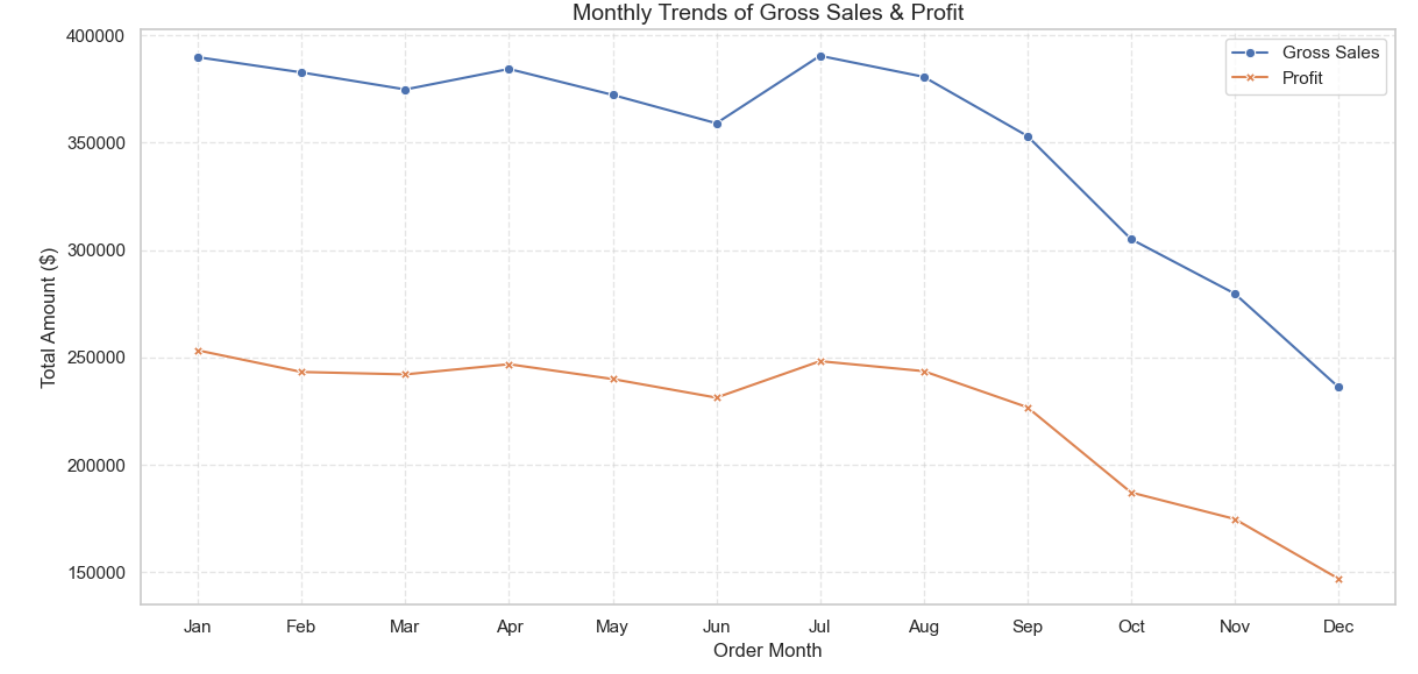 Monthly Trends of Gross Sales & Profit
Gross Sales
Profit
Total Amount ($)
400000
350000
300000
250000
200000
150000
Jan Feb Mar Apr May Jun Jul Aug Sep Oct Nov Dec
Order Month